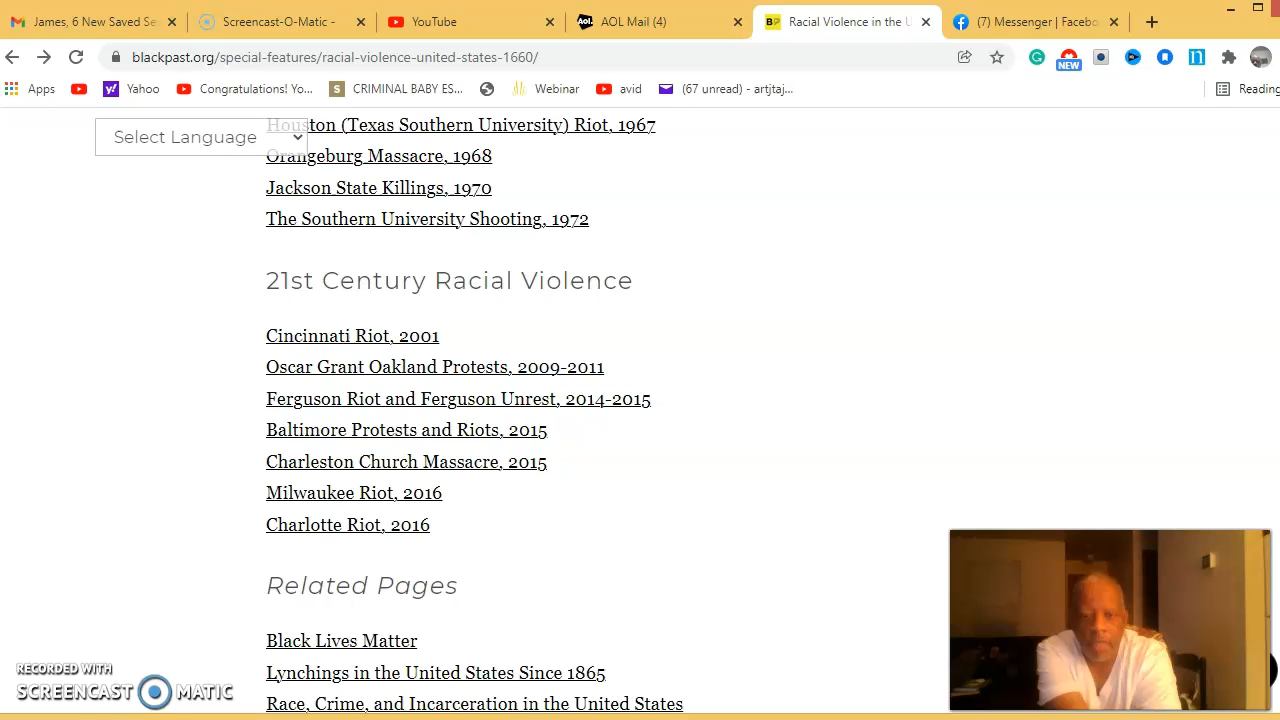 James, 6 New Saved Se
Screencast-O-Matic -
YouTube
AOL Mail (4)
Racial Violence in the U
(7) Messenger | Facebo
blackpast.org/special-features/racial-violence-united-states-1660/
NEW
Apps
Yahoo
Congratulations! Yo...
CRIMINAL BABY ES...
Webinar
avid
(67 unread) - artjtaj...
Reading
Select Language
Houston (Texas Southern University) Riot, 1967
Orangeburg Massacre, 1968
Jackson State Killings, 1970
The Southern University Shooting, 1972
21st Century Racial Violence
Cincinnati Riot, 2001
Oscar Grant Oakland Protests, 2009-2011
Ferguson Riot and Ferguson Unrest, 2014-2015
Baltimore Protests and Riots, 2015
Charleston Church Massacre, 2015
Milwaukee Riot, 2016
Charlotte Riot, 2016
Related Pages
Black Lives Matter
Lynchings in the United States Since 1865
Race, Crime, and Incarceration in the United States
RECORDED WITH
SCREENCAST MATIC